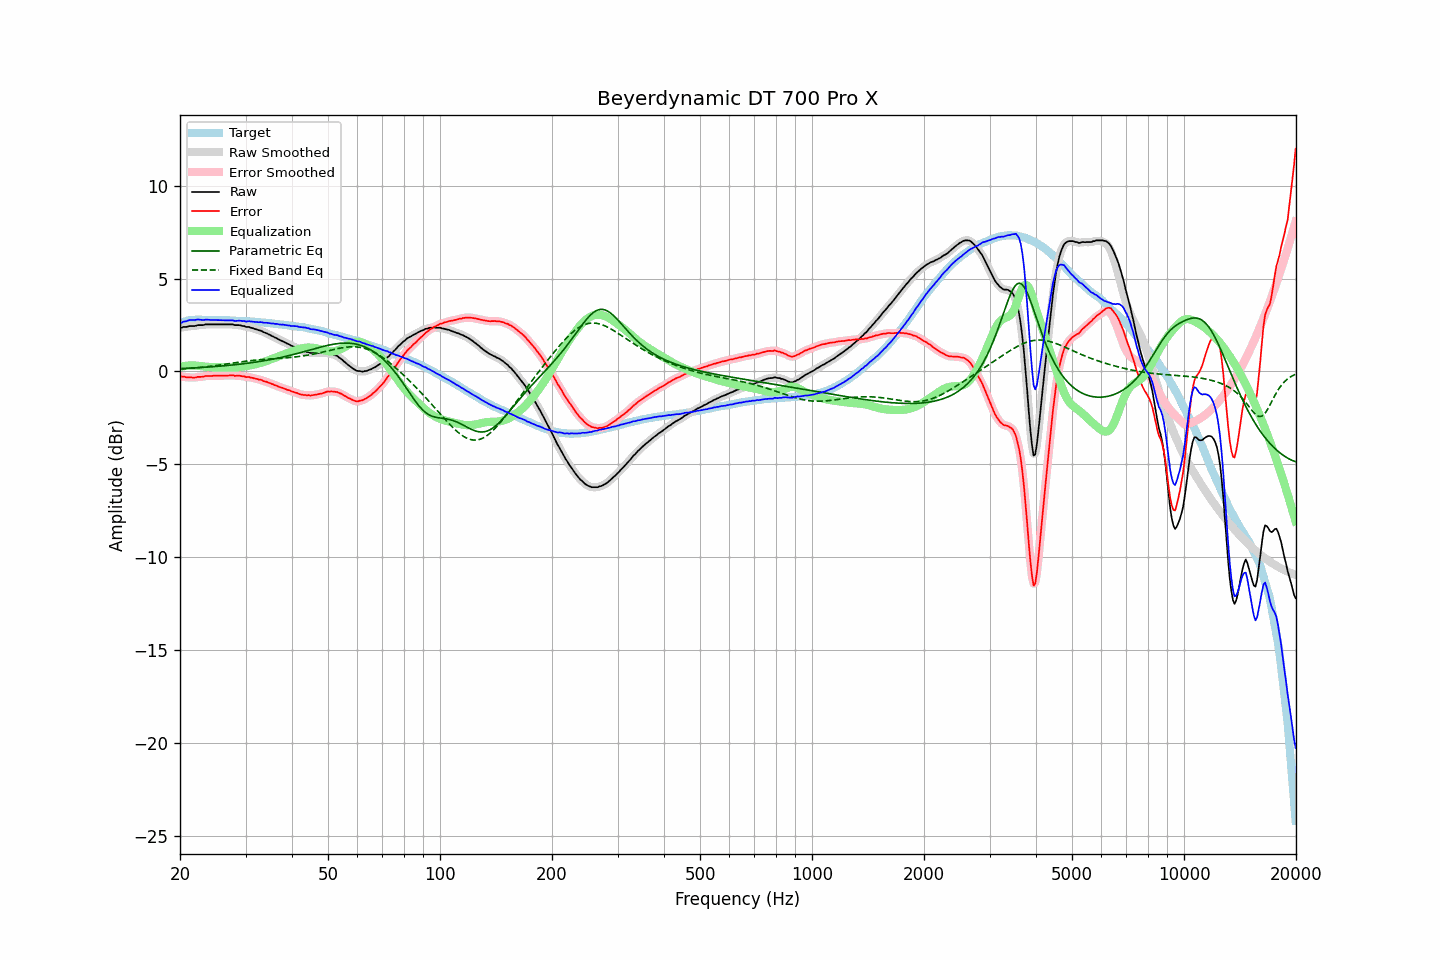 Beyerdynamic DT 700 Pro X
Target
Raw Smoothed
Error Smoothed
Raw
Error
Equalization
Parametric Eq
Fixed Band Eq
Equalized
10
5
0
−5
−10
−15
−20
−25
Amplitude (dBr)
20
50
100
200
500
1000
2000
5000
10000
20000
Frequency (Hz)